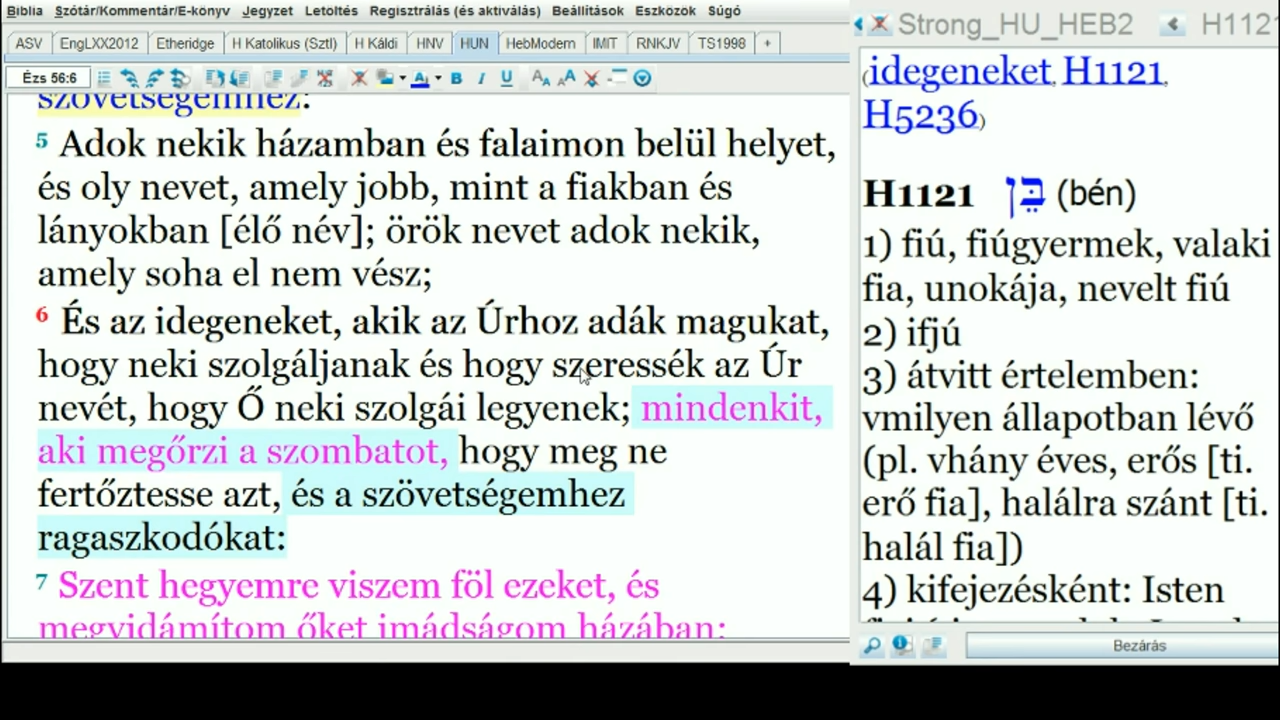 Biblia Szótár/Kommentár/E-könyv Jegyzet Letöltés Regisztrálás (és aktiválás) Beállítások Eszközök Súgó
ASV EngLXX2012 Etheridge H Katolikus (Sztl) H Káldi HNV HUN HebModern IMIT RNKJV TS1998 +
Ézs 56:6
szövetségemhez:
5 Adok nekik házamban és falaimon belül helyet,
és oly nevet, amely jobb, mint a fiakban és
lányokban [élő név]; örök nevet adok nekik,
amely soha el nem vész;
6 És az idegeneket, akik az Úrhoz adák magukat,
hogy neki szolgáljanak és hogy szeressék az Úr
nevét, hogy Ő neki szolgái legyenek; mindenkit,
aki megőrzi a szombatot, hogy meg ne
fertőztesse azt, és a szövetségemhez
ragaszkodókat:
7 Szent hegyemre viszem föl ezeket, és
megvidámítom őket imádságom házában:
Strong_HU_HEB2 H112
(idegeneket, H1121,
H5236)
H1121 בֵּן (bén)
1) fiú, fiúgyermek, valaki
fia, unokája, nevelt fiú
2) ifjú
3) átvitt értelemben:
vmilyen állapotban lévő
(pl. vhány éves, erős [ti.
erő fia], halálra szánt [ti.
halál fia])
4) kifejezésként: Isten
Bezárás